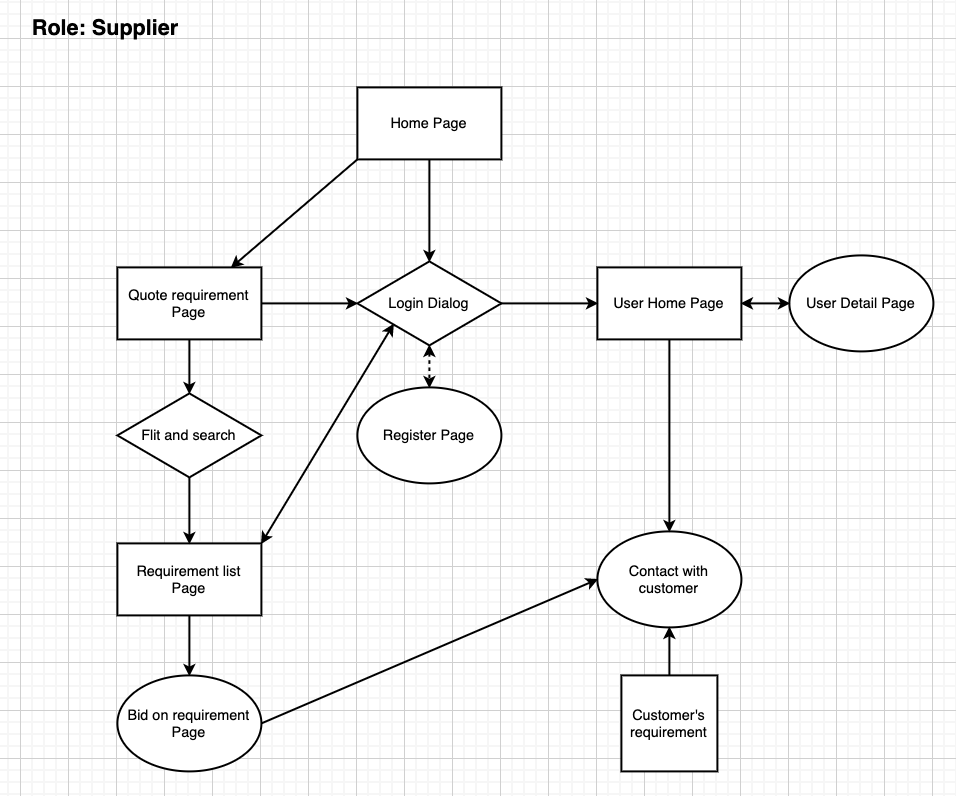 Role: Supplier
Home Page
Quote requirement
Page
Login Dialog
User Home Page
User Detail Page
Flit and search
Register Page
Requirement list
Page
Contact with
customer
Bid on requirement
Page
Customer's
requirement